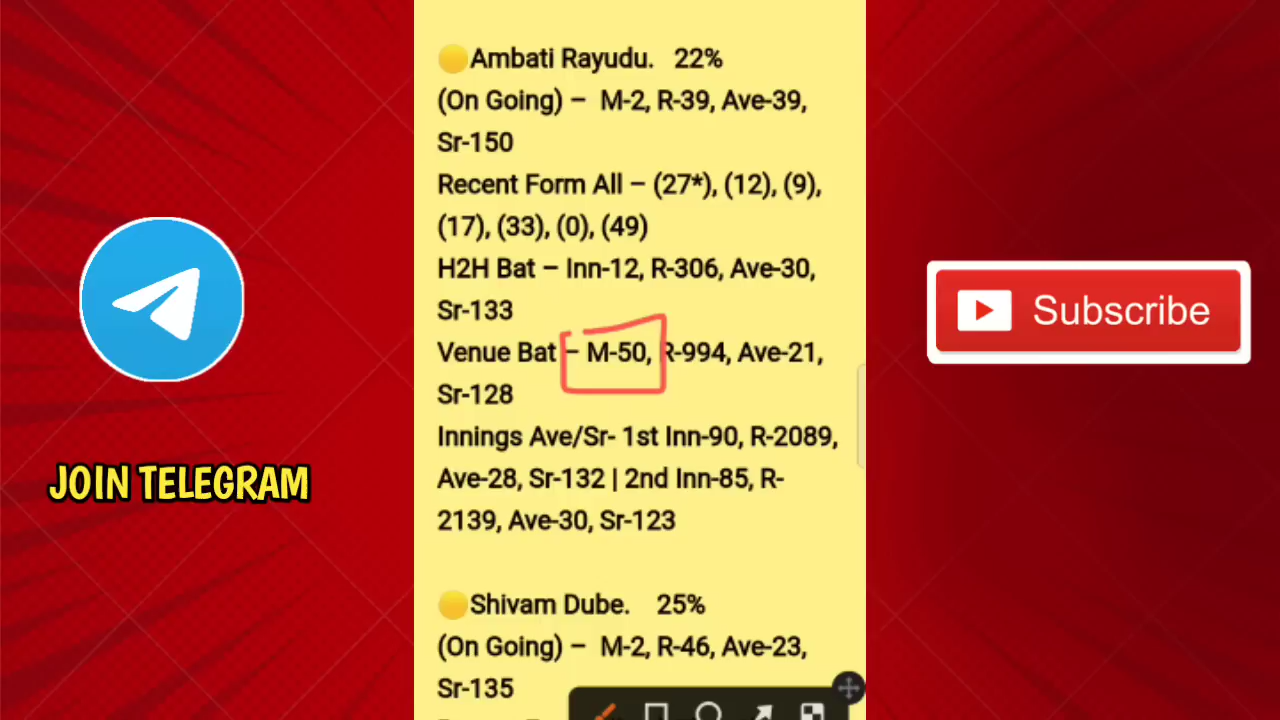 Ambati Rayudu. 22%
(On Going) – M-2, R-39, Ave-39,
Sr-150
Recent Form All – (27*), (12), (9),
(17), (33), (0), (49)
H2H Bat – Inn-12, R-306, Ave-30,
Sr-133
Venue Bat – M-50, R-994, Ave-21,
Sr-128
Innings Ave/Sr- 1st Inn-90, R-2089,
Ave-28, Sr-132 | 2nd Inn-85, R-
2139, Ave-30, Sr-123
Shivam Dube. 25%
(On Going) – M-2, R-46, Ave-23,
Sr-135
JOIN TELEGRAM
Subscribe